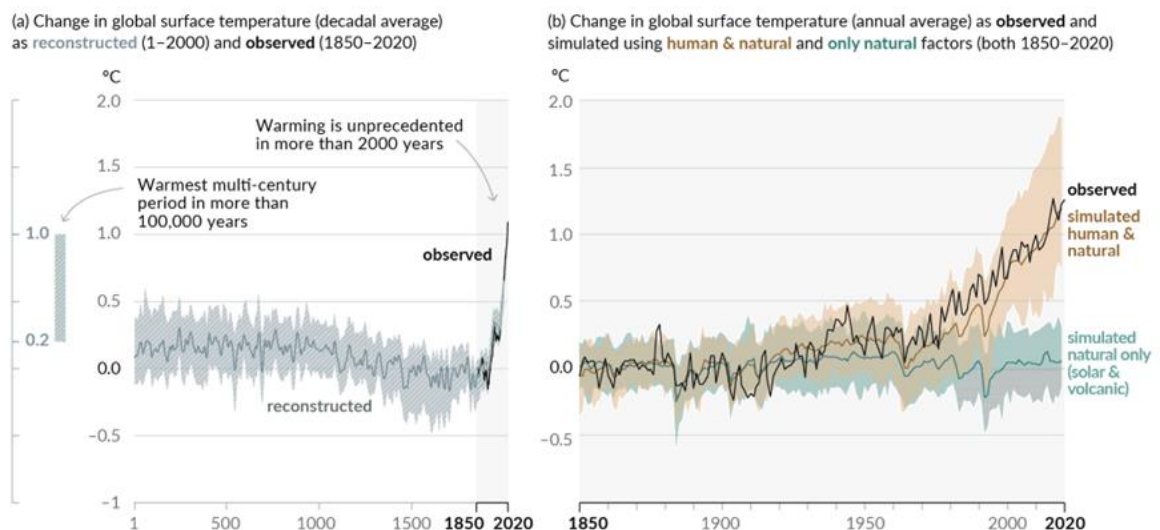 (a) Change in global surface temperature (decadal average)
as reconstructed (1–2000) and observed (1850–2020)
°C
2.0
1.5
1.0
0.5
0.0
−0.5
−1
1.0
0.2
Warming is unprecedented
in more than 2000 years
Warmest multi-century
period in more than
100,000 years
observed
reconstructed
1 500 1000 1500 1850 2020
(b) Change in global surface temperature (annual average) as observed and
simulated using human & natural and only natural factors (both 1850–2020)
°C
2.0
1.5
1.0
0.5
0.0
−0.5
observed
simulated
human &
natural
simulated
natural only
(solar &
volcanic)
1850 1900 1950 2000 2020